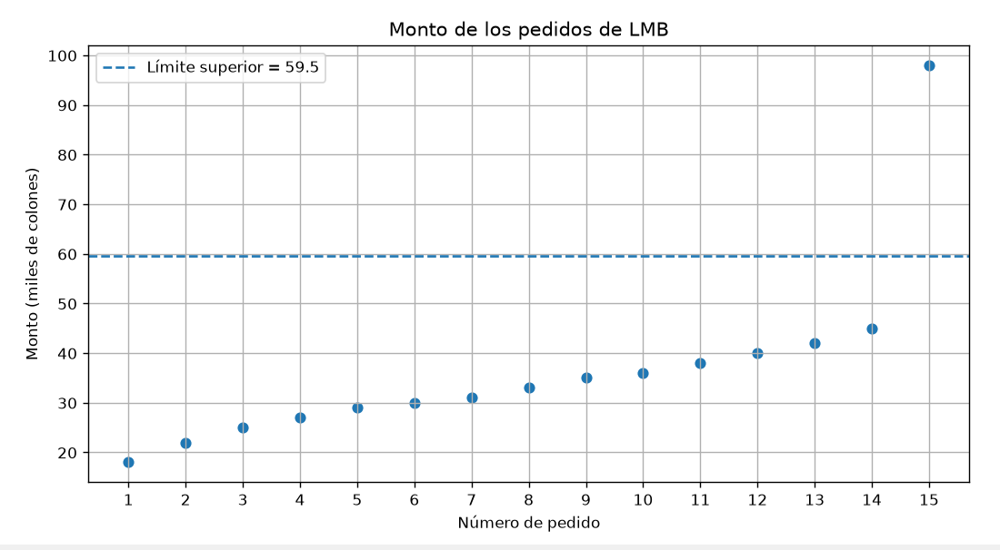 Monto de los pedidos de LMB
Límite superior = 59.5
Monto (miles de colones)
100
90
80
70
60
50
40
30
20
1 2 3 4 5 6 7 8 9 10 11 12 13 14 15
Número de pedido